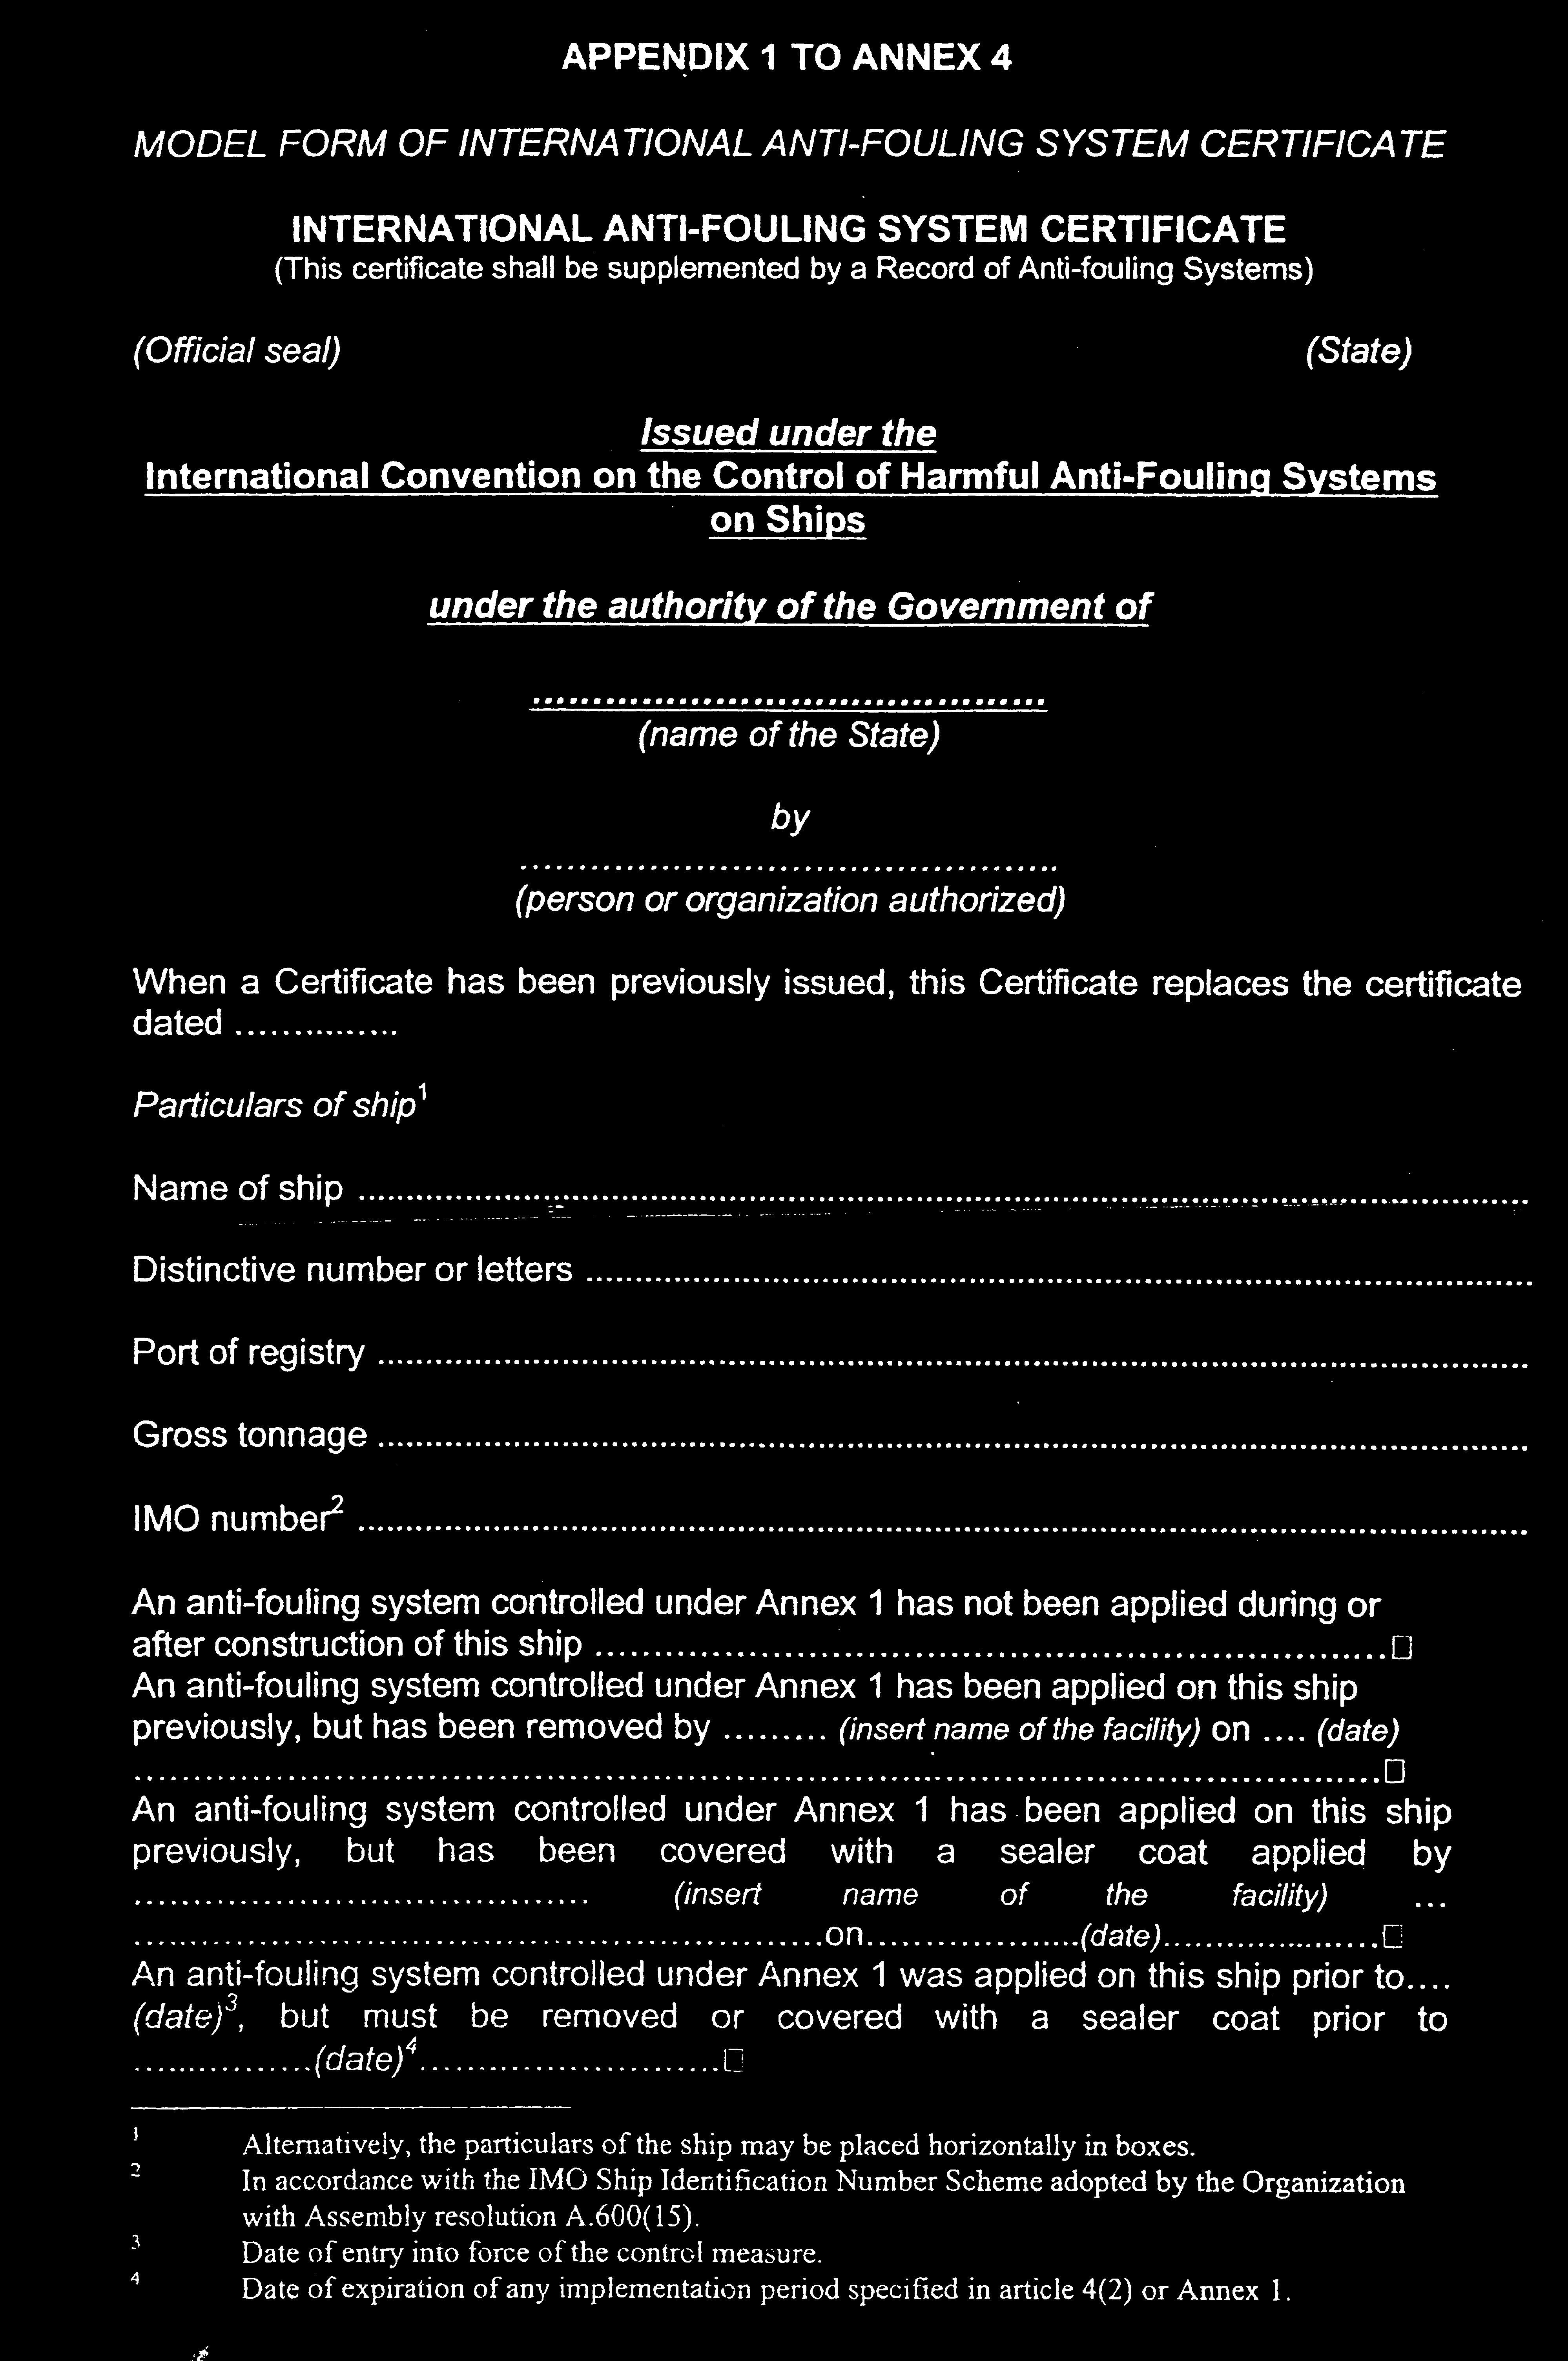 APPENDIX 1 TO ANNEX 4
MODEL FORM OF INTERNATIONAL ANTI-FOULING SYSTEM CERTIFICATE
INTERNATIONAL ANTI-FOULING SYSTEM CERTIFICATE
(This certificate shall be supplemented by a Record of Anti-fouling Systems)
(Official seal) (State)
Issued under the
International Convention on the Control of Harmful Anti-Fouling Systems
on Ships
under the authority of the Government of
..........................................
(name of the State)
by
..............................................
(person or organization authorized)
When a Certificate has been previously issued, this Certificate replaces the certificate
dated ...............
Particulars of ship¹
Name of ship ..............................................................................
Distinctive number or letters ..............................................................
Port of registry ..............................................................................
Gross tonnage ..............................................................................
IMO number² ..............................................................................
An anti-fouling system controlled under Annex 1 has not been applied during or
after construction of this ship ..............................................................□
An anti-fouling system controlled under Annex 1 has been applied on this ship
previously, but has been removed by ......... (insert name of the facility) on .... (date)
..............................................................................□
An anti-fouling system controlled under Annex 1 has been applied on this ship
previously, but has been covered with a sealer coat applied by
...................................... (insert name of the facility) ...
..........................................................on...................(date)...................□
An anti-fouling system controlled under Annex 1 was applied on this ship prior to....
(date)³, but must be removed or covered with a sealer coat prior to
................(date)⁴..........................□
1 Alternatively, the particulars of the ship may be placed horizontally in boxes.
2 In accordance with the IMO Ship Identification Number Scheme adopted by the Organization
with Assembly resolution A.600(15).
3 Date of entry into force of the control measure.
4 Date of expiration of any implementation period specified in article 4(2) or Annex 1.